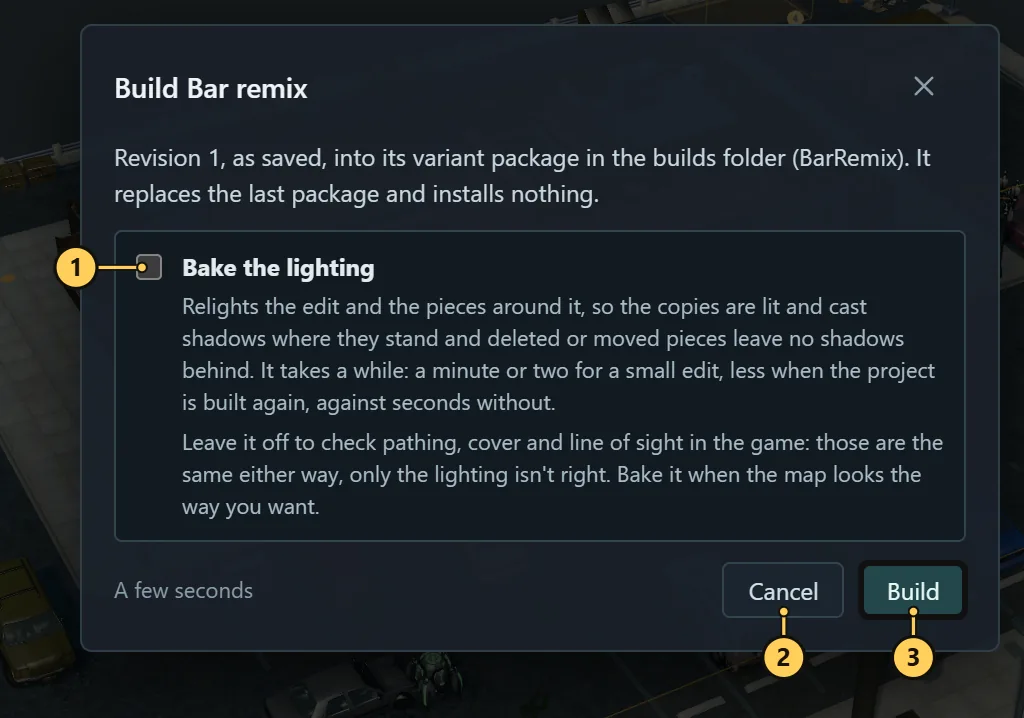 Build Bar remix
Revision 1, as saved, into its variant package in the builds folder (BarRemix). It
replaces the last package and installs nothing.
1
Bake the lighting
Relights the edit and the pieces around it, so the copies are lit and cast
shadows where they stand and deleted or moved pieces leave no shadows
behind. It takes a while: a minute or two for a small edit, less when the project
is built again, against seconds without.
Leave it off to check pathing, cover and line of sight in the game: those are the
same either way, only the lighting isn't right. Bake it when the map looks the
way you want.
A few seconds
Cancel
Build
2
3